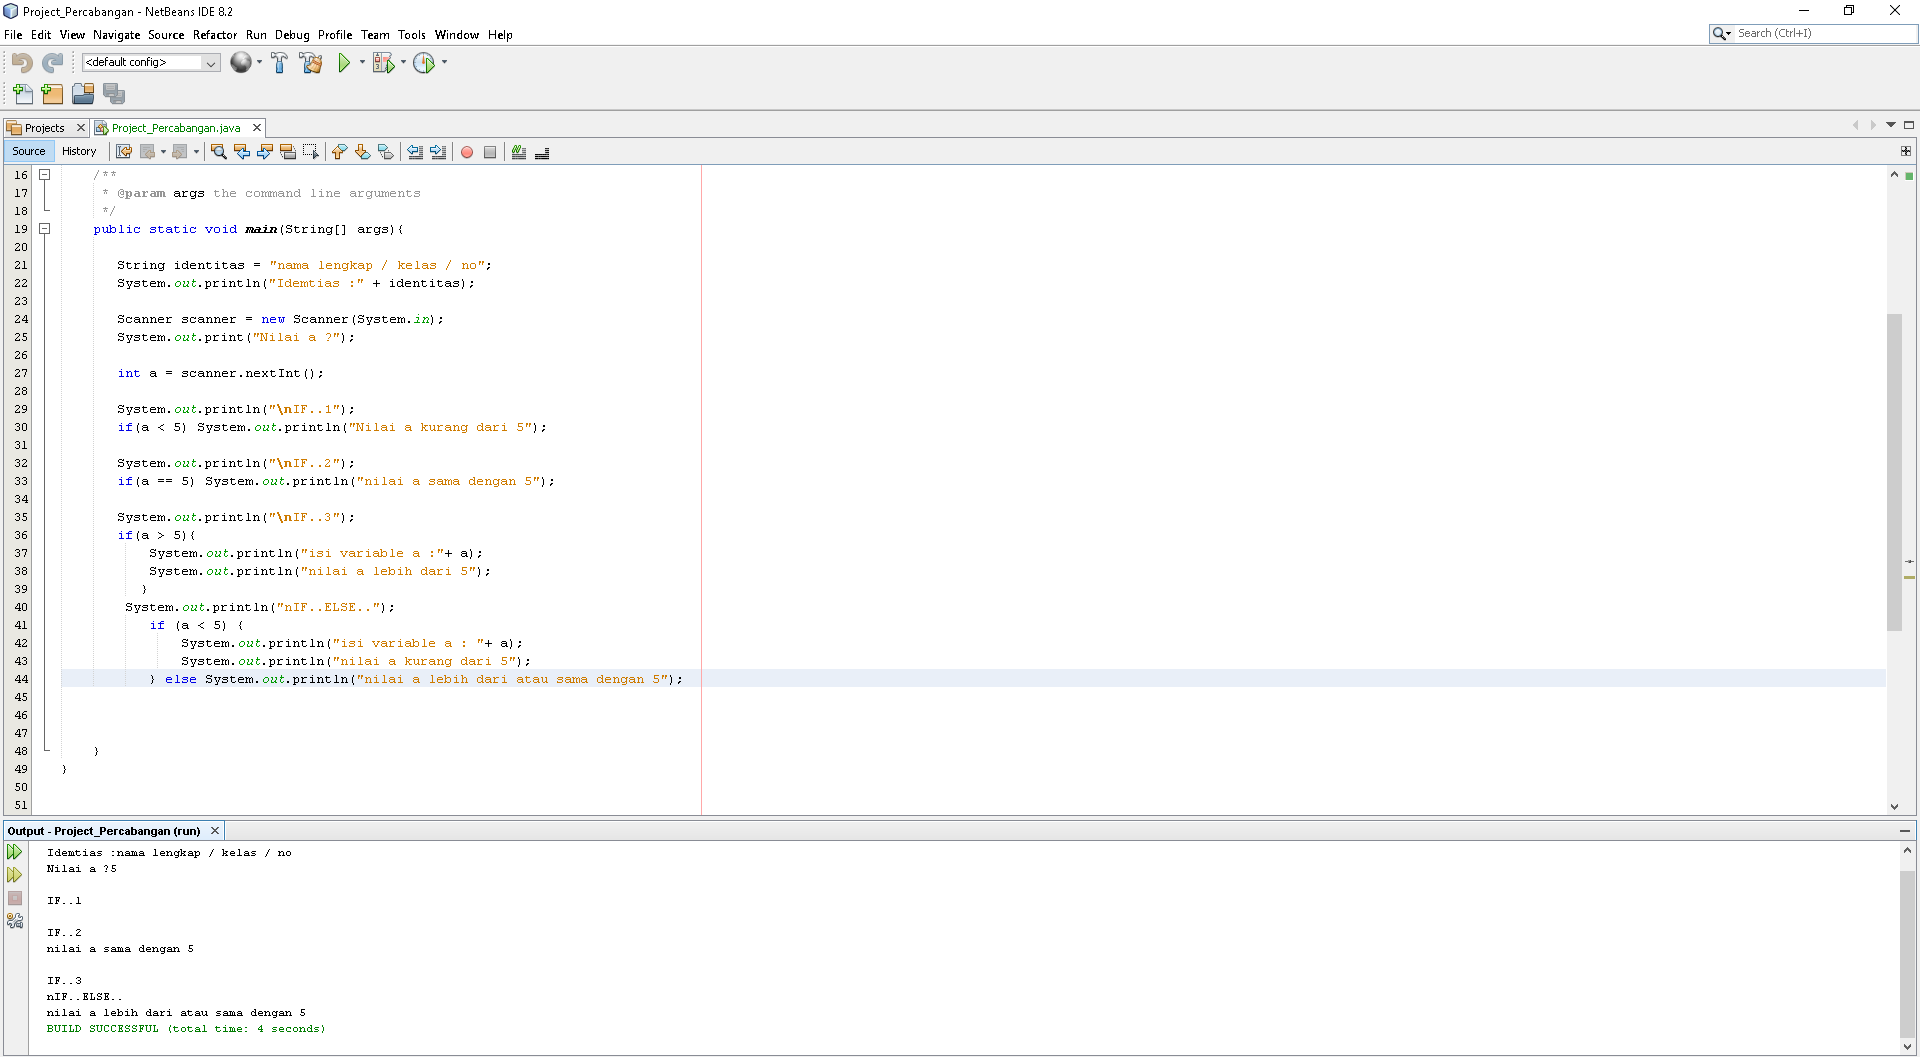 Project_Percabangan - NetBeans IDE 8.2
File Edit View Navigate Source Refactor Run Debug Profile Team Tools Window Help
Search (Ctrl+I)
<default config>
Projects
Project_Percabangan.java
Source History
16 /**
17 * @param args the command line arguments
18 */
19 public static void main(String[] args){
20
21 String identitas = "nama lengkap / kelas / no";
22 System.out.println("Idemtias :" + identitas);
23
24 Scanner scanner = new Scanner(System.in);
25 System.out.print("Nilai a ?");
26
27 int a = scanner.nextInt();
28
29 System.out.println("\nIF..1");
30 if(a < 5) System.out.println("Nilai a kurang dari 5");
31
32 System.out.println("\nIF..2");
33 if(a == 5) System.out.println("nilai a sama dengan 5");
34
35 System.out.println("\nIF..3");
36 if(a > 5){
37 System.out.println("isi variable a :"+ a);
38 System.out.println("nilai a lebih dari 5");
39 }
40 System.out.println("nIF..ELSE..");
41 if (a < 5) {
42 System.out.println("isi variable a : "+ a);
43 System.out.println("nilai a kurang dari 5");
44 } else System.out.println("nilai a lebih dari atau sama dengan 5");
45
46
47
48 }
49 }
50
51
Output - Project_Percabangan (run)
Idemtias :nama lengkap / kelas / no
Nilai a ?5
IF..1
IF..2
nilai a sama dengan 5
IF..3
nIF..ELSE..
nilai a lebih dari atau sama dengan 5
BUILD SUCCESSFUL (total time: 4 seconds)